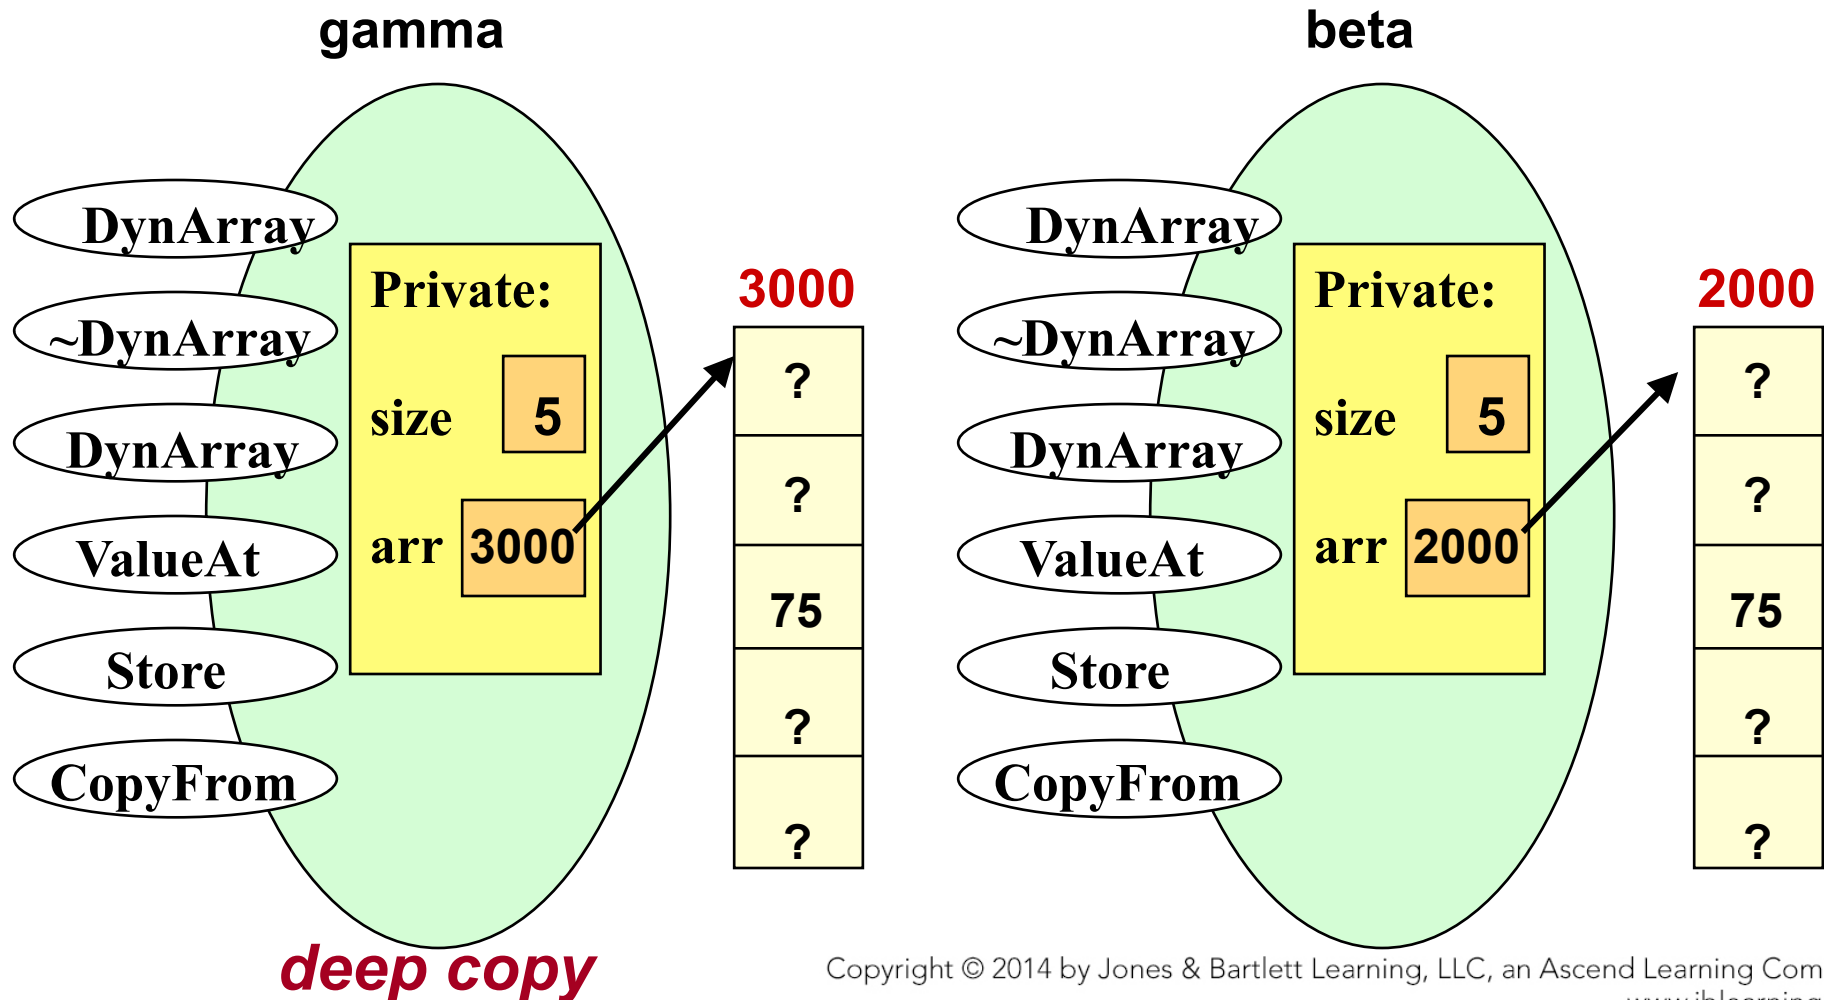 gamma
DynArray
~DynArray
DynArray
ValueAt
Store
CopyFrom
Private:
size 5
arr 3000
3000
?
?
75
?
?
deep copy
beta
DynArray
~DynArray
DynArray
ValueAt
Store
CopyFrom
Private:
size 5
arr 2000
2000
?
?
75
?
?
Copyright © 2014 by Jones & Bartlett Learning, LLC, an Ascend Learning Com